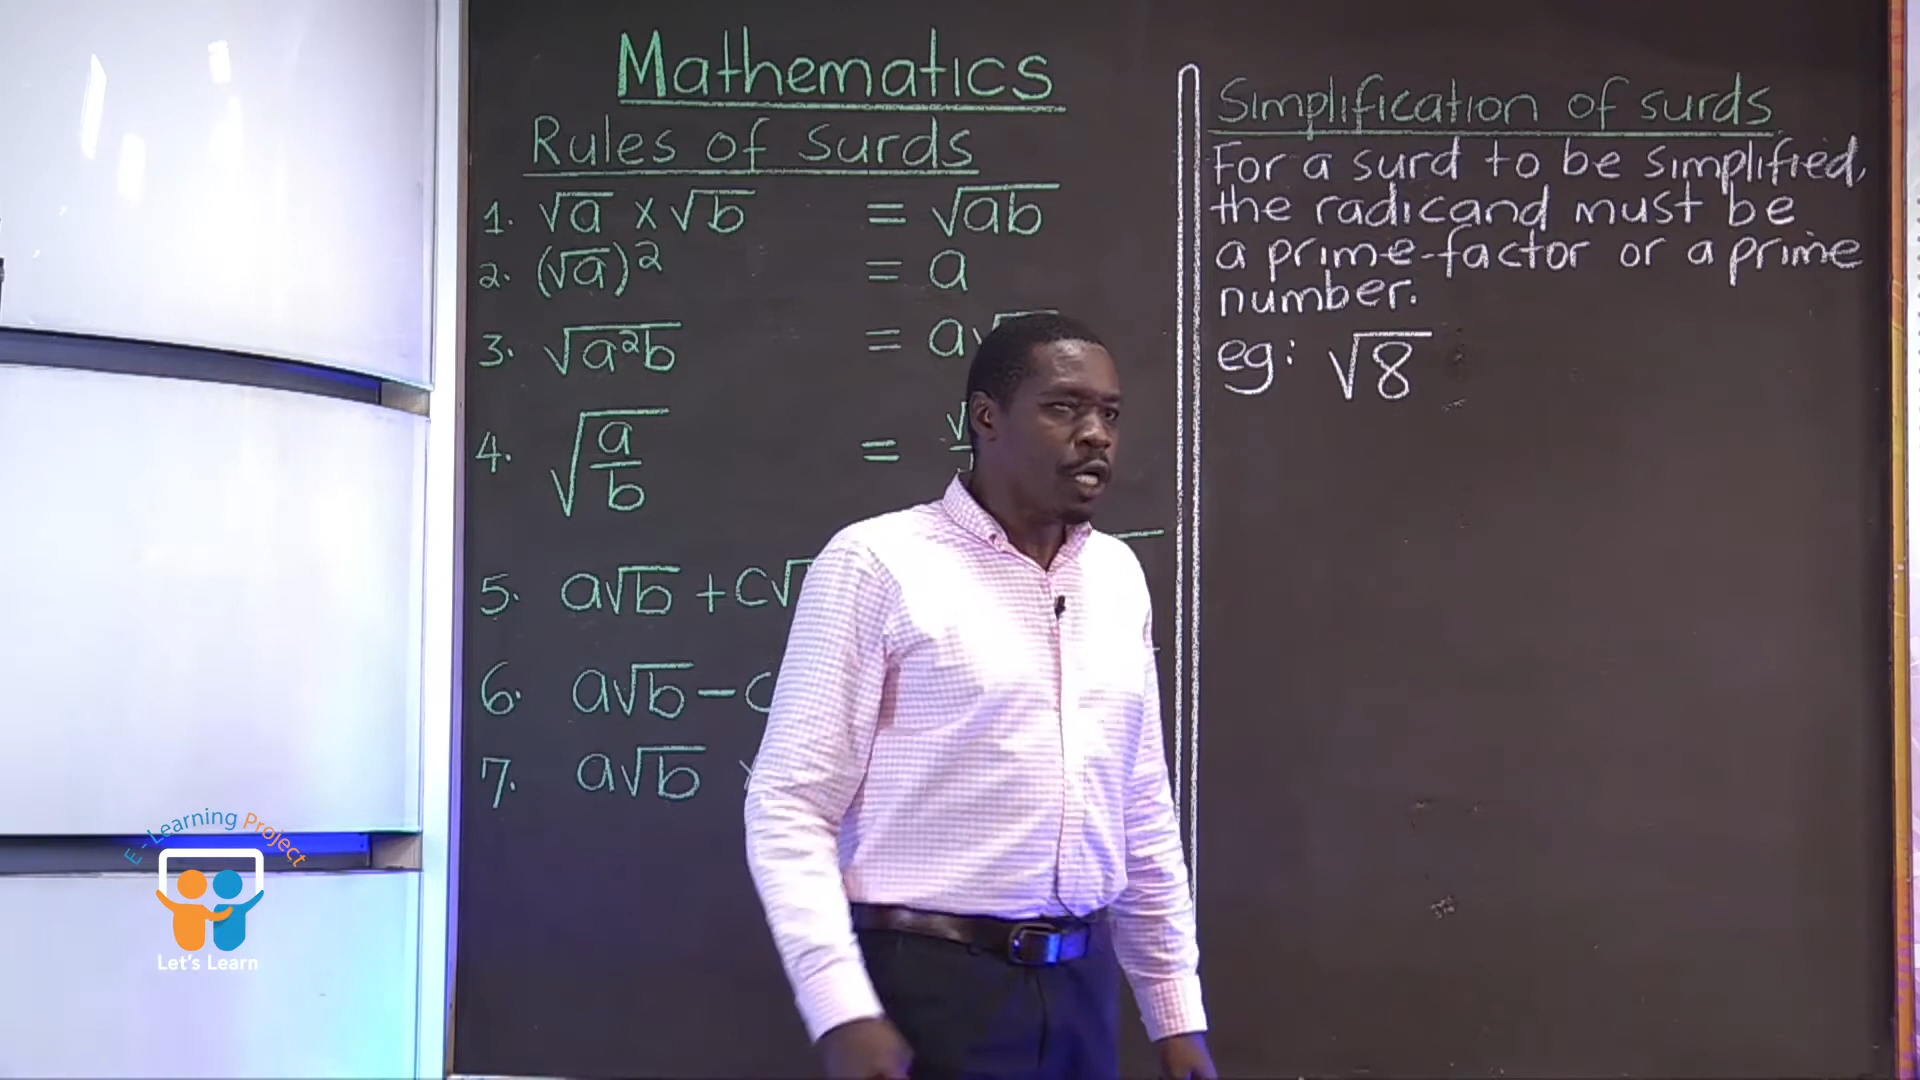 Mathematics
Rules of surds
1. √a x √b = √ab
2. (√a)² = a
3. √a²b = a√
4. √a/b = √
5. a√b + c√
6. a√b - c
7. a√b x
Simplification of surds
For a surd to be simplified,
the radicand must be
a prime-factor or a prime
number.
eg: √8
E-Learning Project
Let's Learn